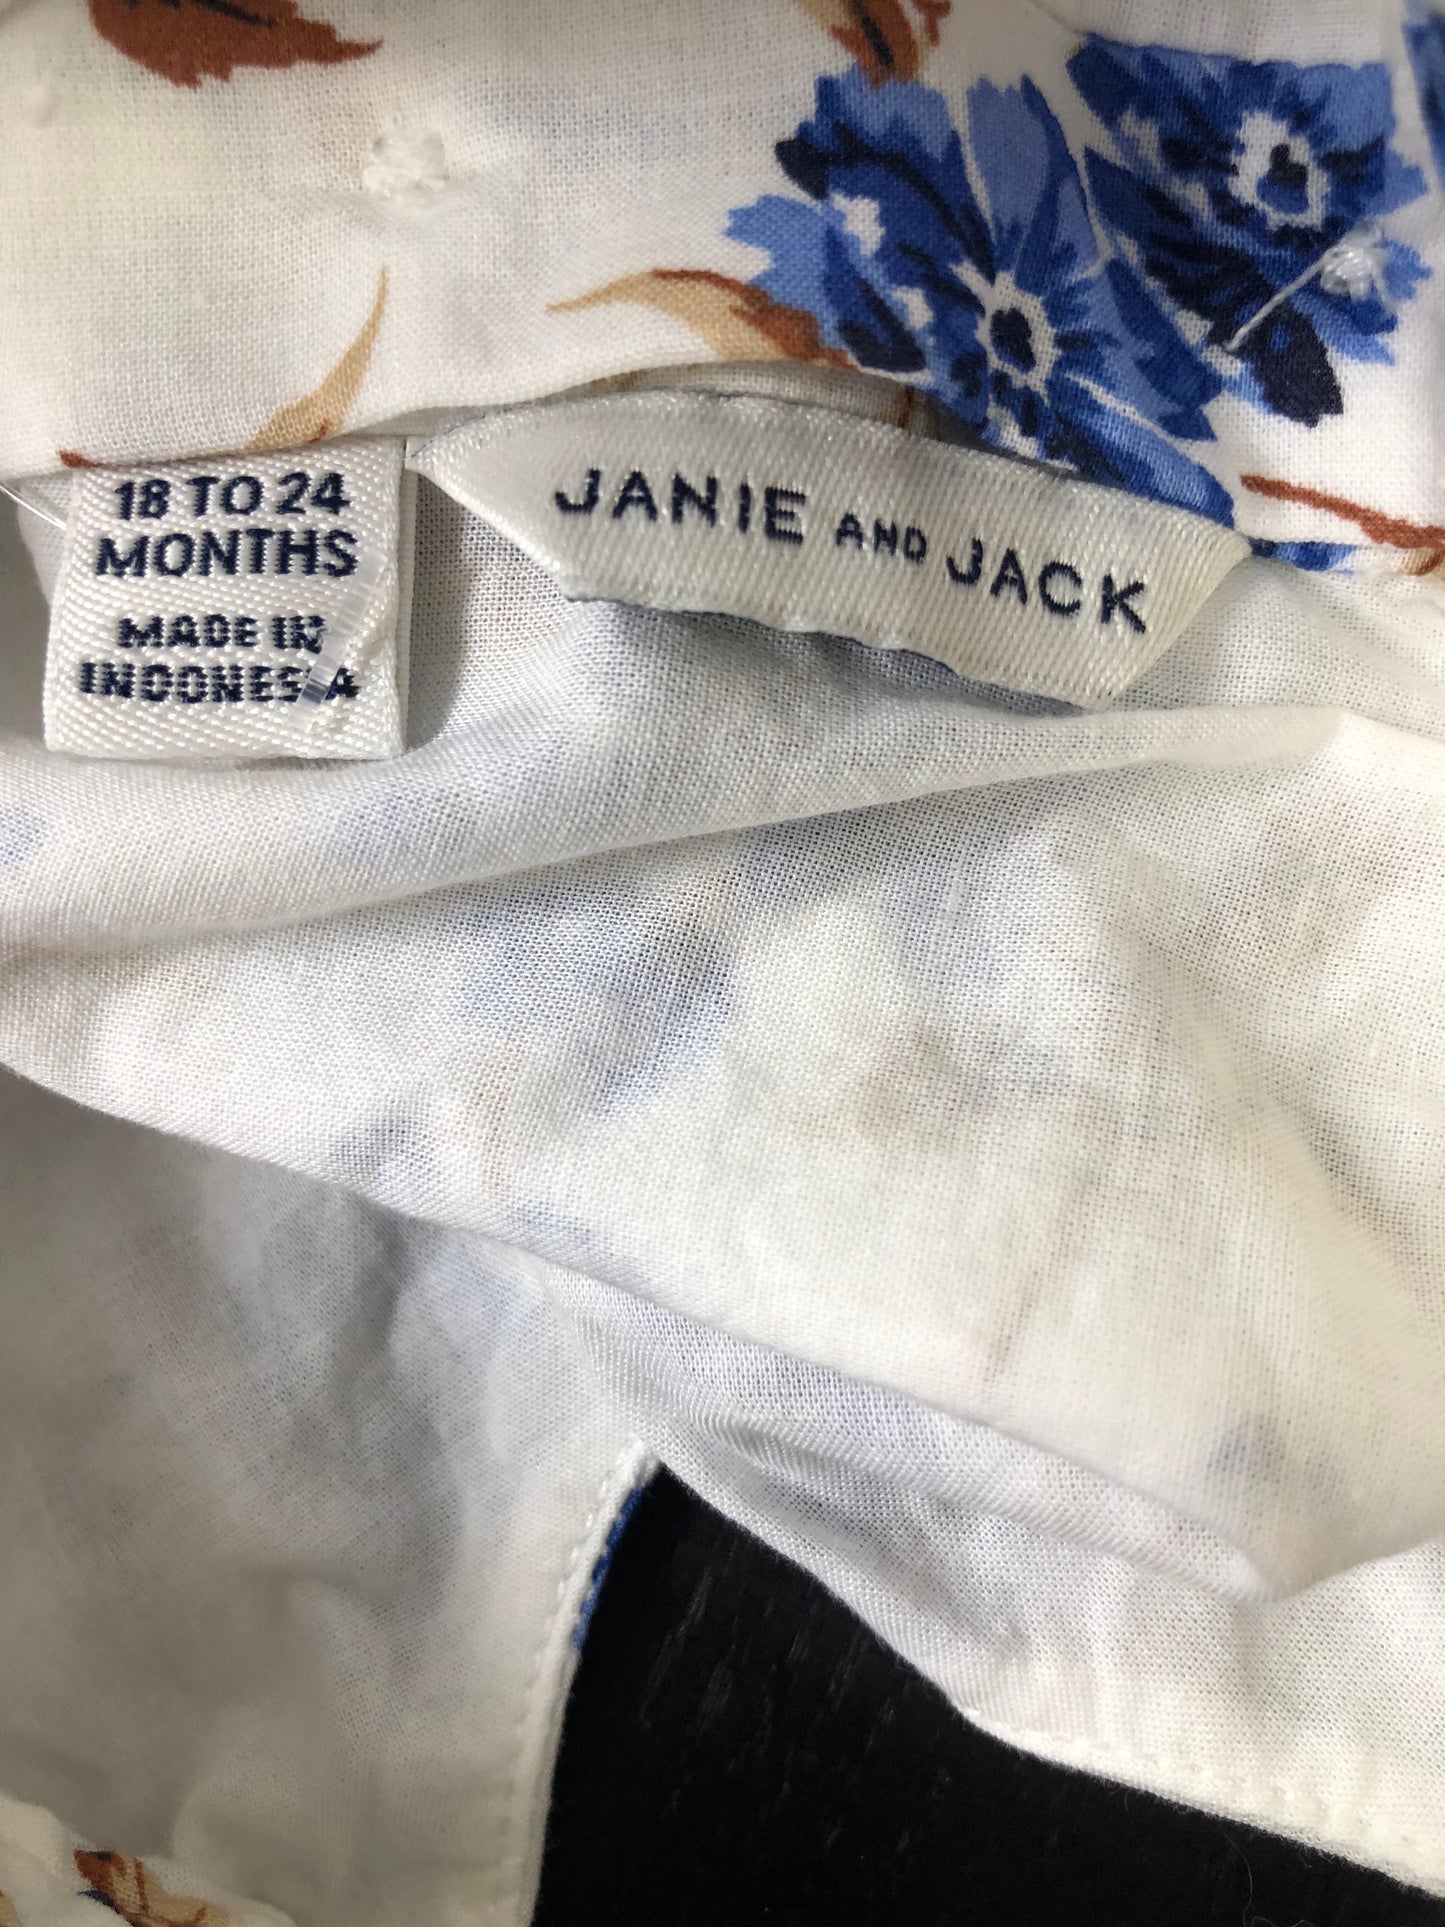 18 TO 24
MONTHS
MADE IN
INDONESIA
JANIE AND JACK